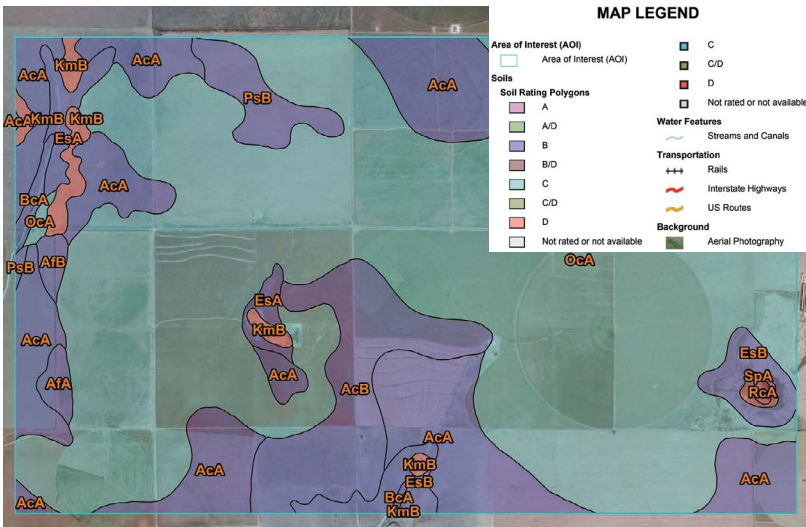 MAP LEGEND
Area of Interest (AOI)
Area of Interest (AOI)
Soils
Soil Rating Polygons
A
A/D
B
B/D
C
C/D
D
Not rated or not available
C
C/D
D
Not rated or not available
Water Features
Streams and Canals
Transportation
Rails
Interstate Highways
US Routes
Background
Aerial Photography
KmB
AcA
AcA
AcA
PsB
AcA
KmB
KmB
EsA
AcA
BcA
OcA
PsB
AfB
OcA
EsA
KmB
AcA
AfA
AcA
AcB
EsB
SpA
RcA
AcA
AcA
KmB
EsB
AcA
BcA
AcA
KmB